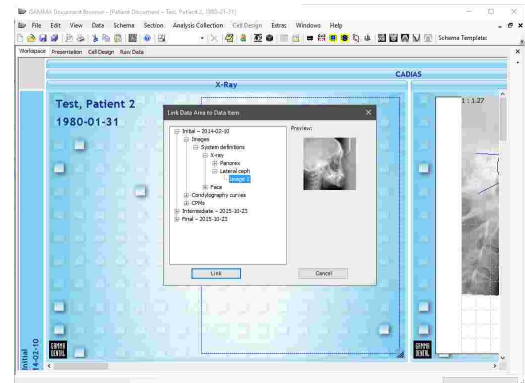 GAMMA Document Browser - [Patient Document - Test, Patient 2, 1980-01-31]
File Edit View Data Schema Section Analysis Collection Cell Design Extras Windows Help
Schema Template:
Workspace Presentation Cell Design Raw Data
CADIAS
X-Ray
Test, Patient 2
1980-01-31
1 : 1.27
Link Data Area to Data Item
Initial - 2014-02-10
Images
System definitions
X-ray
Panorex
Lateral ceph
Image 1
Face
Condylography curves
CPMs
Intermediate - 2015-10-23
Final - 2015-10-23
Preview:
Link Cancel
Initial
14-02-10
GAMMA
DENTAL
GAMMA
DENTAL